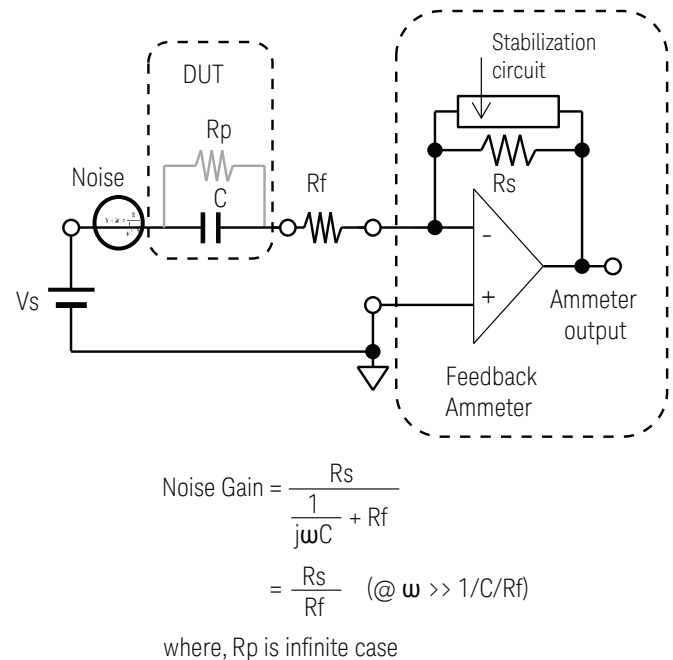 Stabilization
circuit
DUT
Rp
Noise
C
Rf
Rs
-
+
Vs
Ammeter
output
Feedback
Ammeter
Noise Gain = Rs / (1/jωC + Rf)
= Rs/Rf (@ ω >> 1/C/Rf)
where, Rp is infinite case